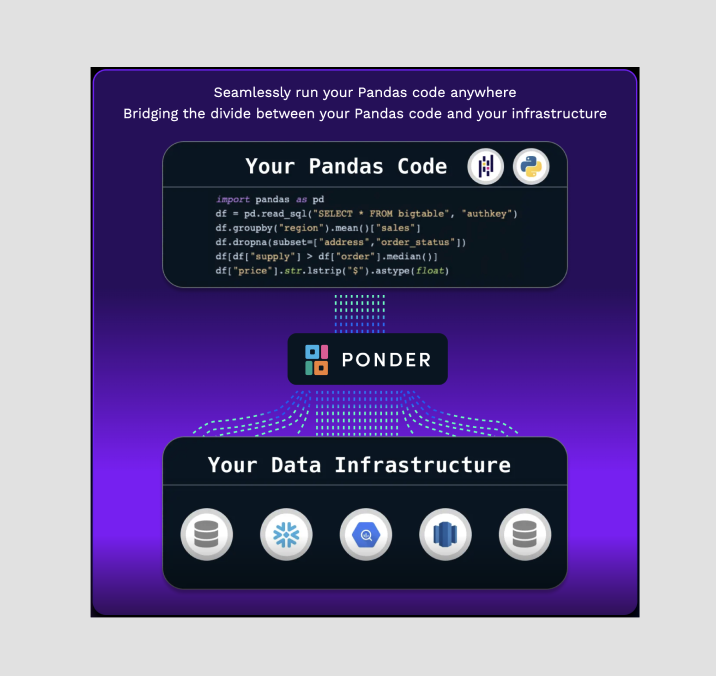 Seamlessly run your Pandas code anywhere
Bridging the divide between your Pandas code and your infrastructure
Your Pandas Code
import pandas as pd
df = pd.read_sql("SELECT * FROM bigtable", "authkey")
df.groupby("region").mean()["sales"]
df.dropna(subset=["address","order_status"])
df[df["supply"] > df["order"].median()]
df["price"].str.lstrip("$").astype(float)
PONDER
Your Data Infrastructure